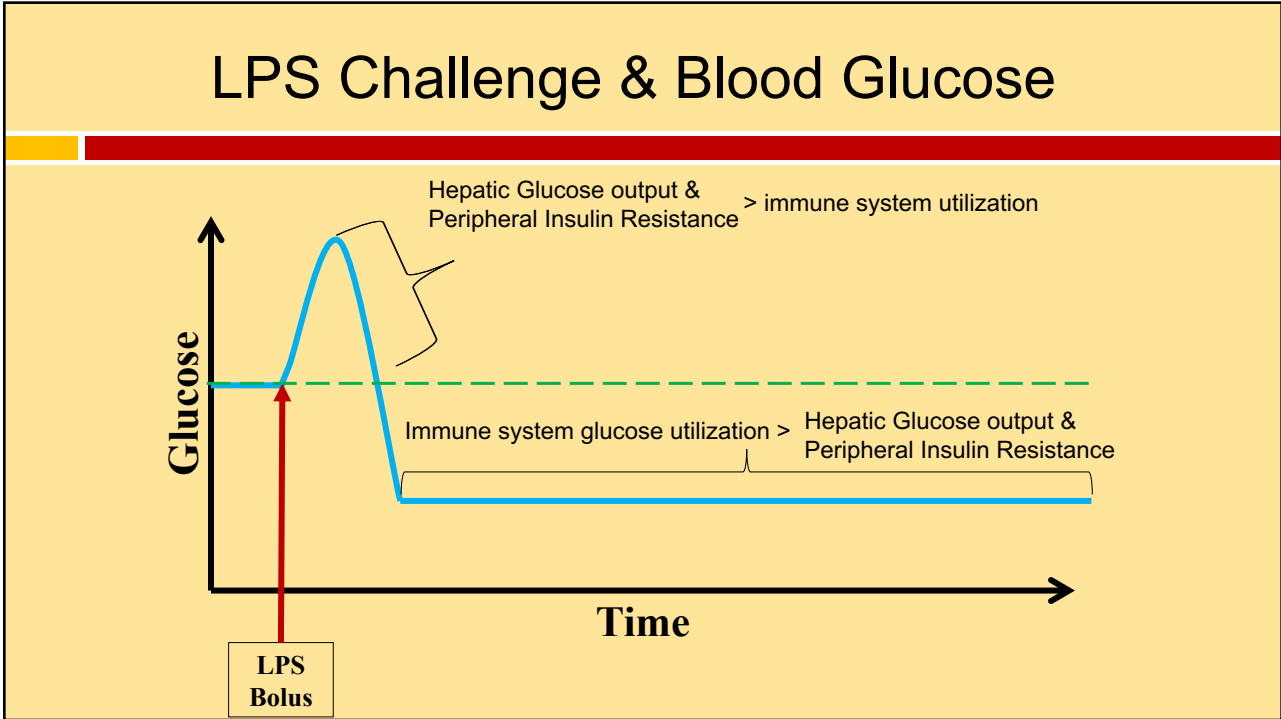 LPS Challenge & Blood Glucose
Hepatic Glucose output &
Peripheral Insulin Resistance
> immune system utilization
Glucose
Immune system glucose utilization >
Hepatic Glucose output &
Peripheral Insulin Resistance
Time
LPS
Bolus